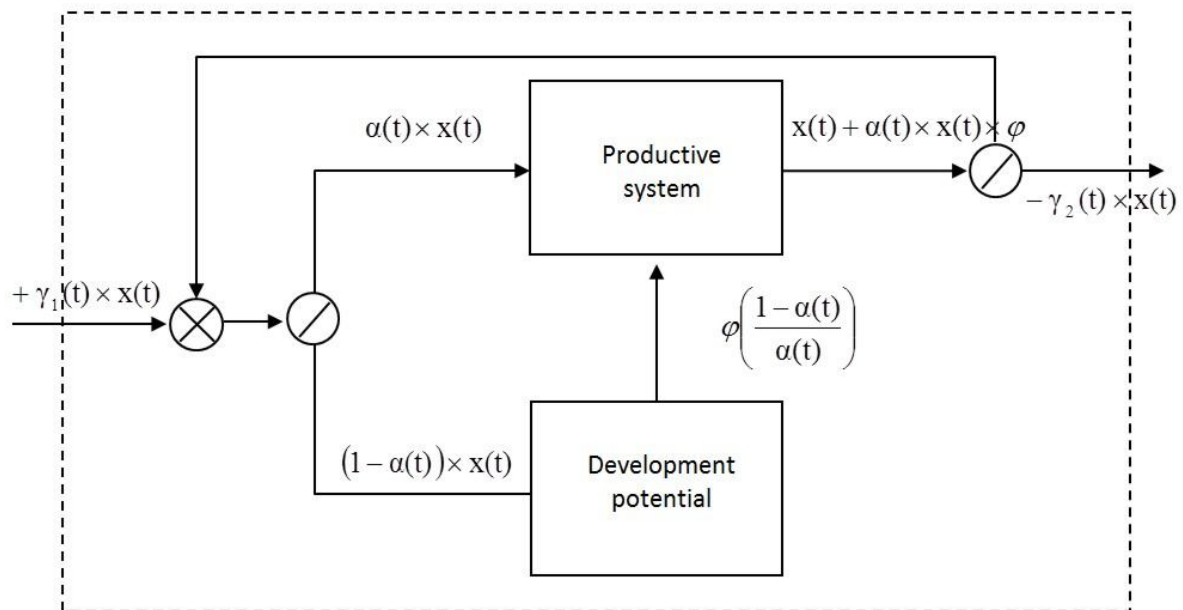 α(t) × x(t)
x(t) + α(t) × x(t) × φ
Productive
system
− γ₂(t) × x(t)
+ γ₁(t) × x(t)
φ((1 − α(t)) / α(t))
(1 − α(t)) × x(t)
Development
potential